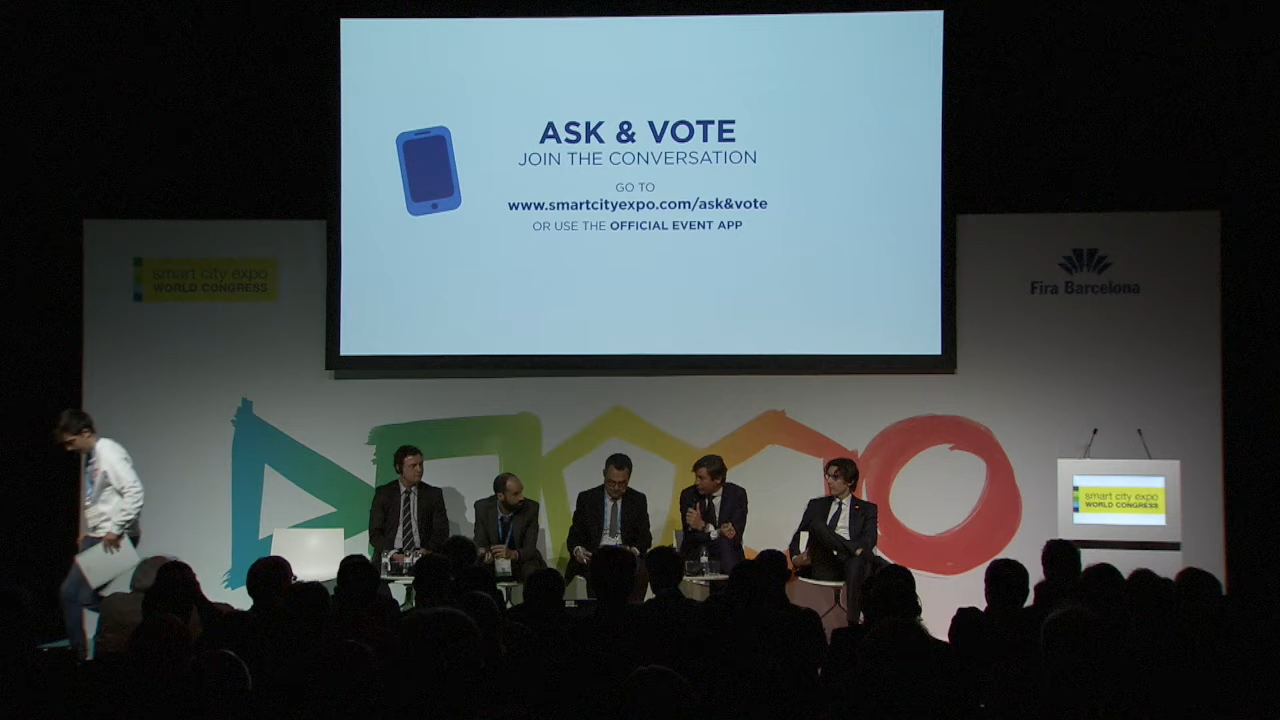 ASK & VOTE
JOIN THE CONVERSATION
GO TO
www.smartcityexpo.com/ask&vote
OR USE THE OFFICIAL EVENT APP
smart city expo
WORLD CONGRESS
Fira Barcelona
smart city expo
WORLD CONGRESS